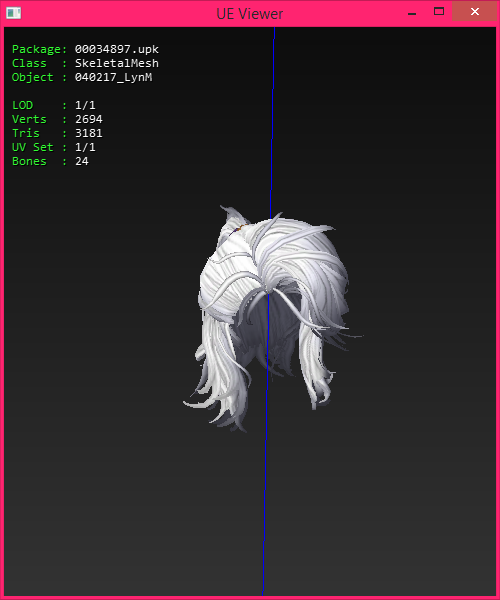 UE Viewer
Package: 00034897.upk
Class  : SkeletalMesh
Object : 040217_LynM
LOD    : 1/1
Verts  : 2694
Tris   : 3181
UV Set : 1/1
Bones  : 24